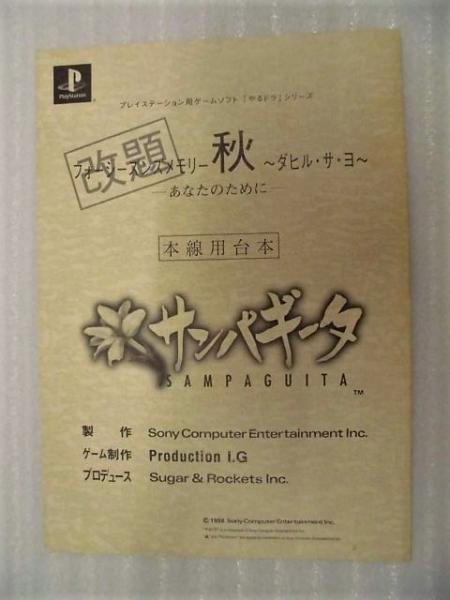 PlayStation
プレイステーション用ゲームソフト「やるドラ」シリーズ
改題
フォーシーズンズメモリー 秋 ～ダヒル・サ・ヨ～
―あなたのために―
本線用台本
サンパギータ
SAMPAGUITA
TM
製作 Sony Computer Entertainment Inc.
ゲーム制作 Production I.G
プロデュース Sugar & Rockets Inc.
© 1998 Sony Computer Entertainment Inc.